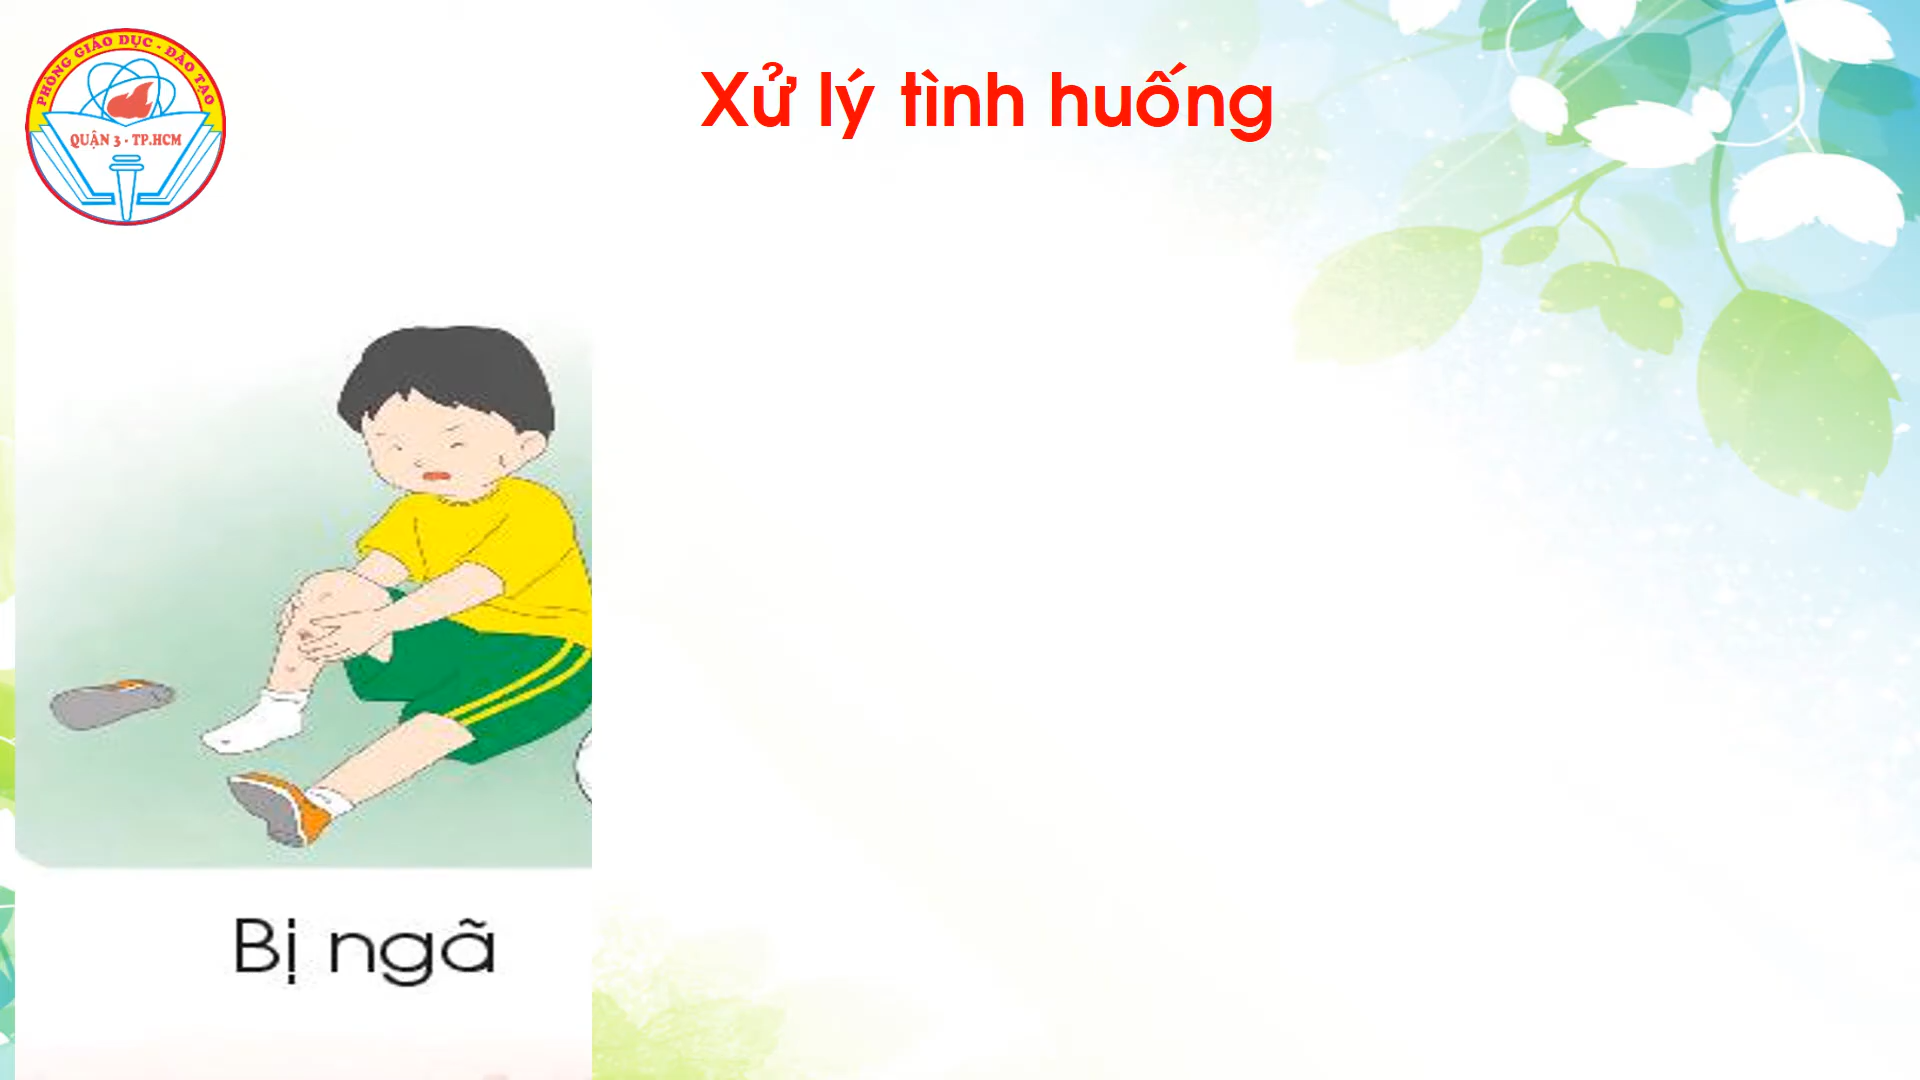 PHÒNG GIÁO DỤC - ĐÀO TẠO
QUẬN 3 - TP.HCM
Xử lý tình huống
Bị ngã